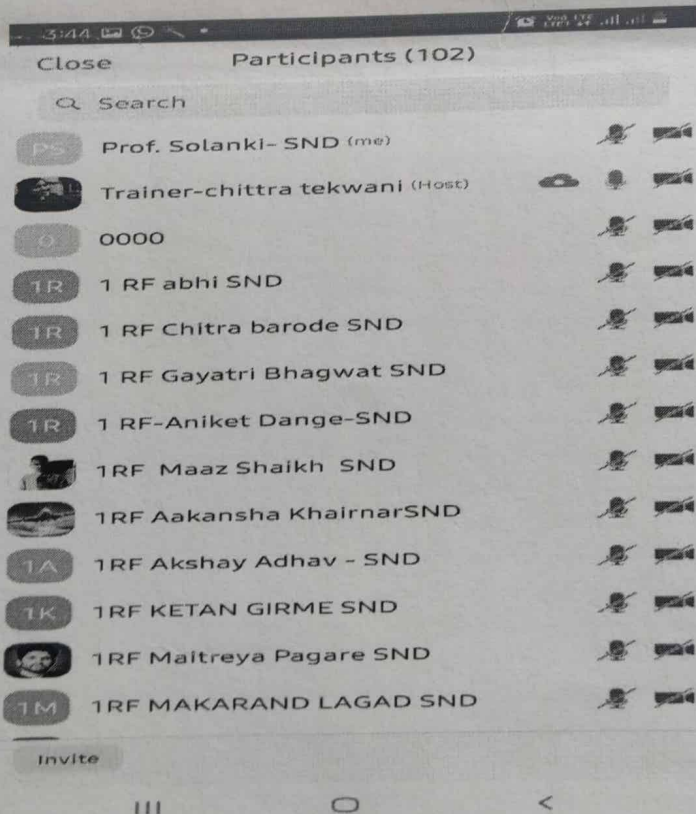 3:44
Close Participants (102)
Search
PS Prof. Solanki- SND (me)
Trainer-chittra tekwani (Host)
O 0000
1R 1 RF abhi SND
1R 1 RF Chitra barode SND
1R 1 RF Gayatri Bhagwat SND
1R 1 RF-Aniket Dange-SND
1RF Maaz Shaikh SND
1RF Aakansha KhairnarSND
1A 1RF Akshay Adhav - SND
1K 1RF KETAN GIRME SND
1RF Maitreya Pagare SND
1M 1RF MAKARAND LAGAD SND
Invite